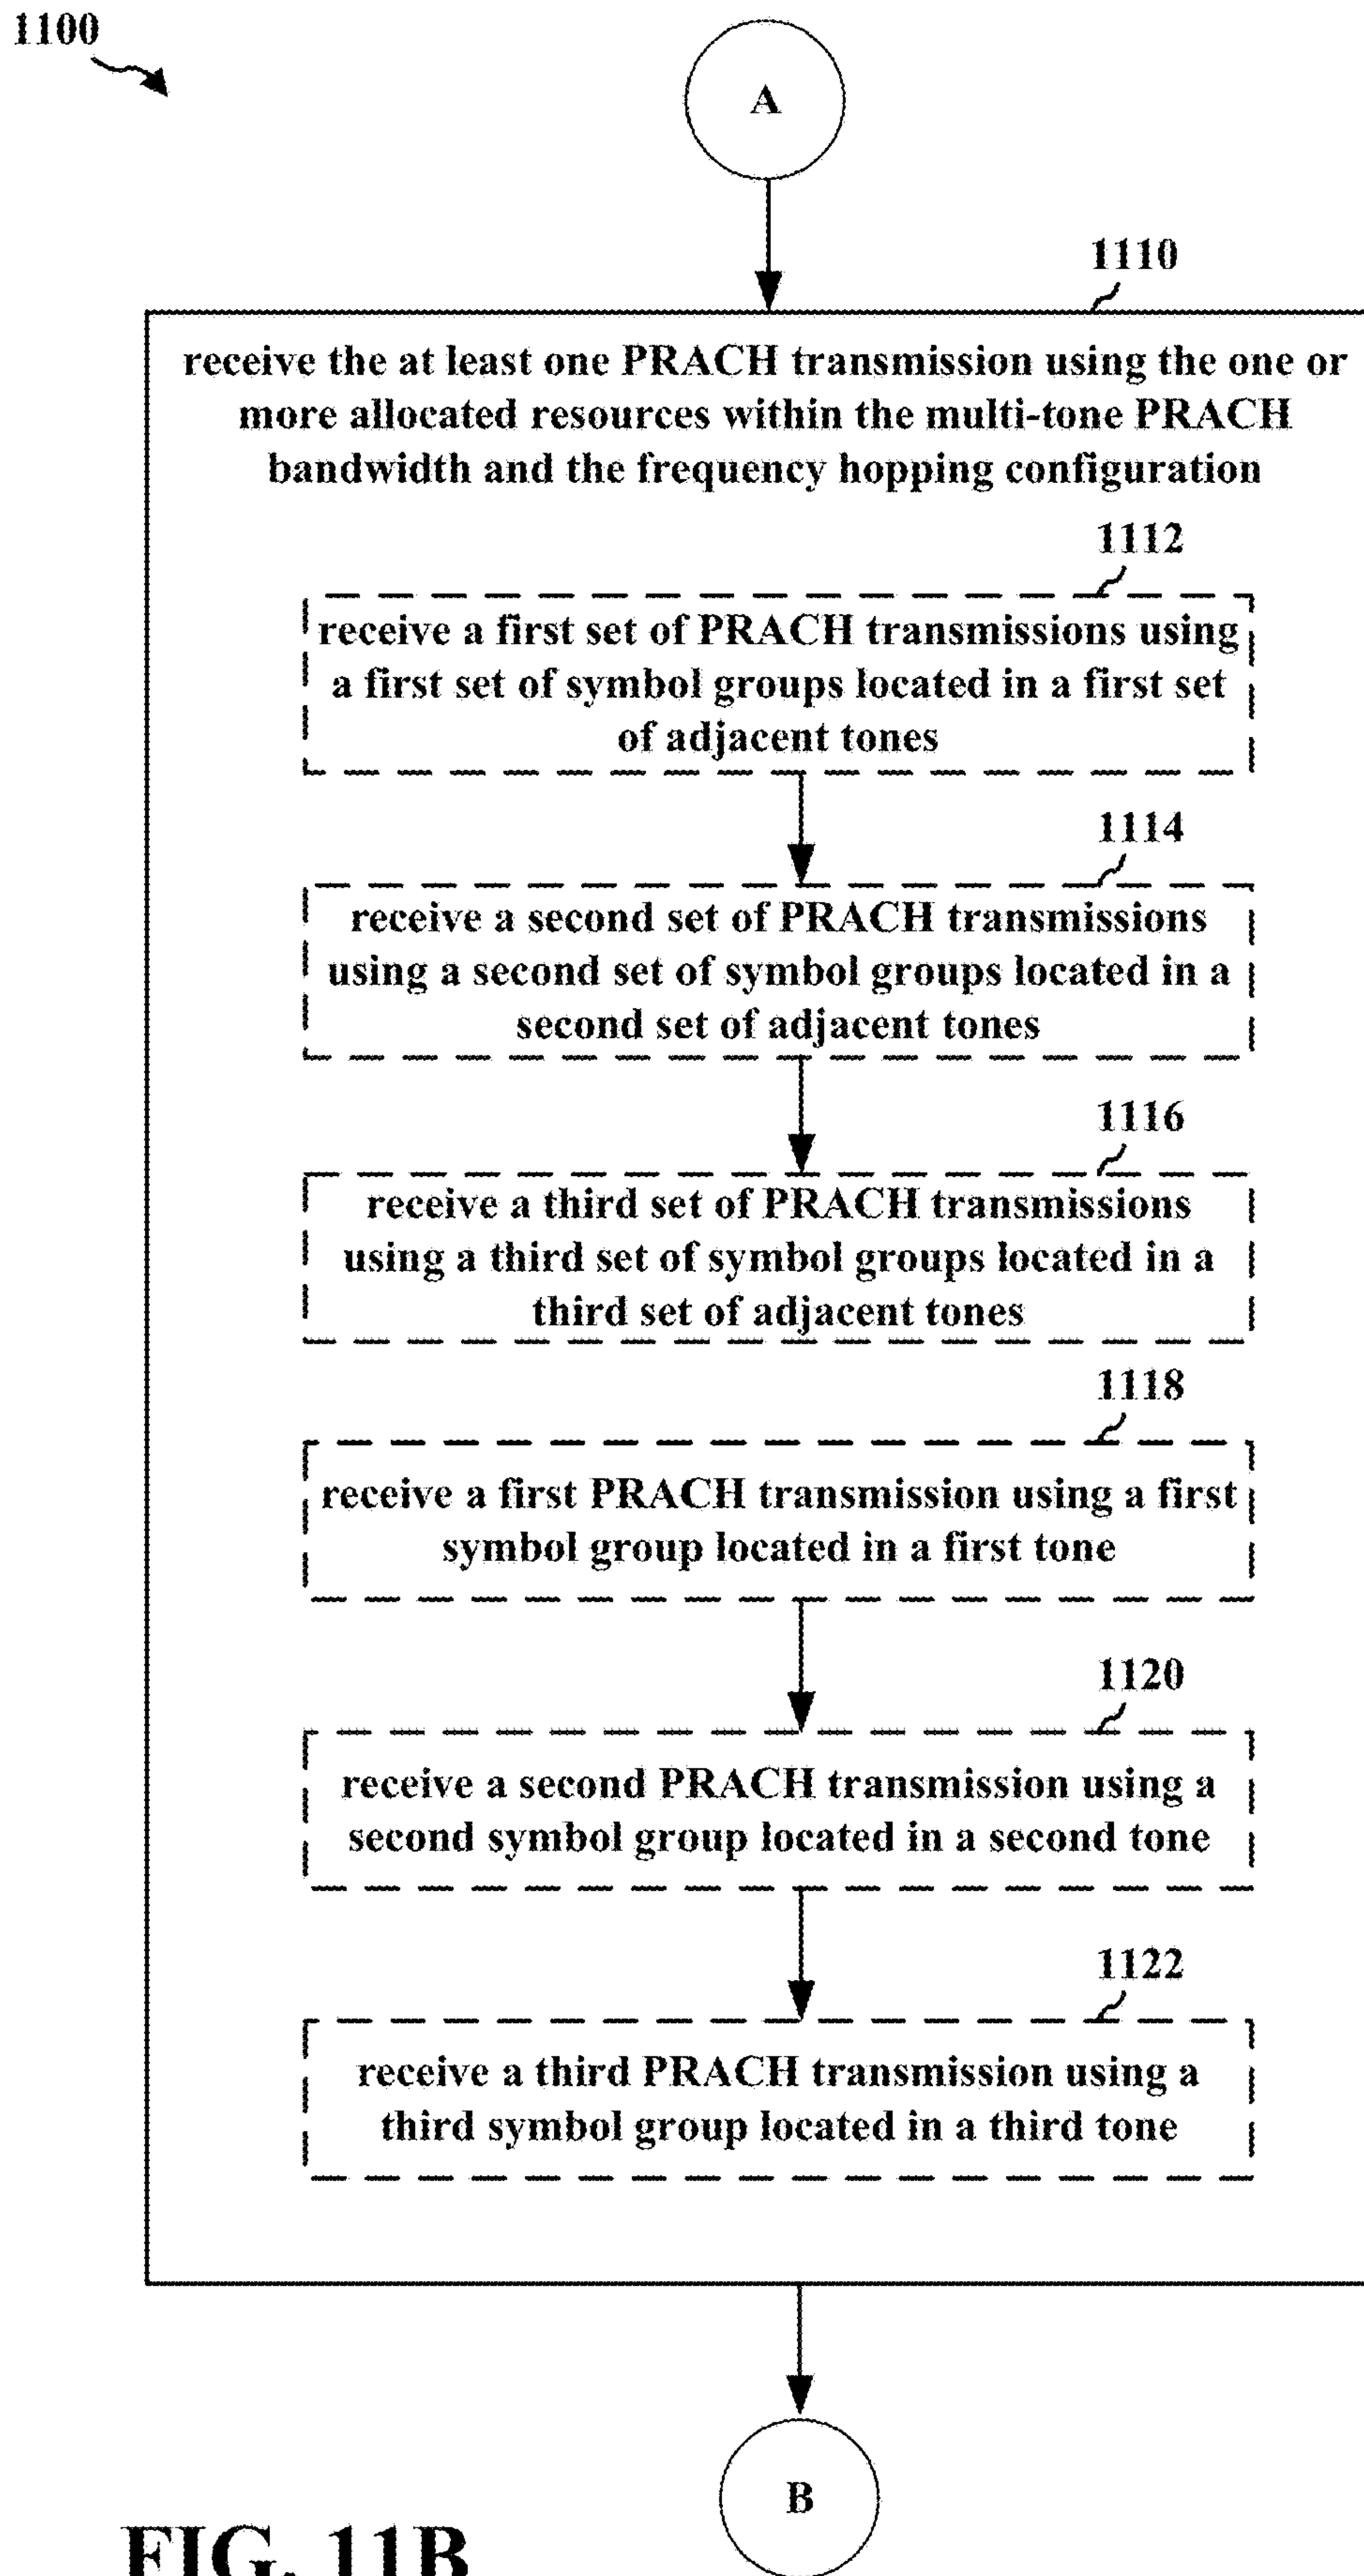 1100
A
1110
receive the at least one PRACH transmission using the one or
more allocated resources within the multi-tone PRACH
bandwidth and the frequency hopping configuration
1112
receive a first set of PRACH transmissions using
a first set of symbol groups located in a first set
of adjacent tones
1114
receive a second set of PRACH transmissions
using a second set of symbol groups located in a
second set of adjacent tones
1116
receive a third set of PRACH transmissions
using a third set of symbol groups located in a
third set of adjacent tones
1118
receive a first PRACH transmission using a first
symbol group located in a first tone
1120
receive a second PRACH transmission using a
second symbol group located in a second tone
1122
receive a third PRACH transmission using a
third symbol group located in a third tone
B
FIG. 11B